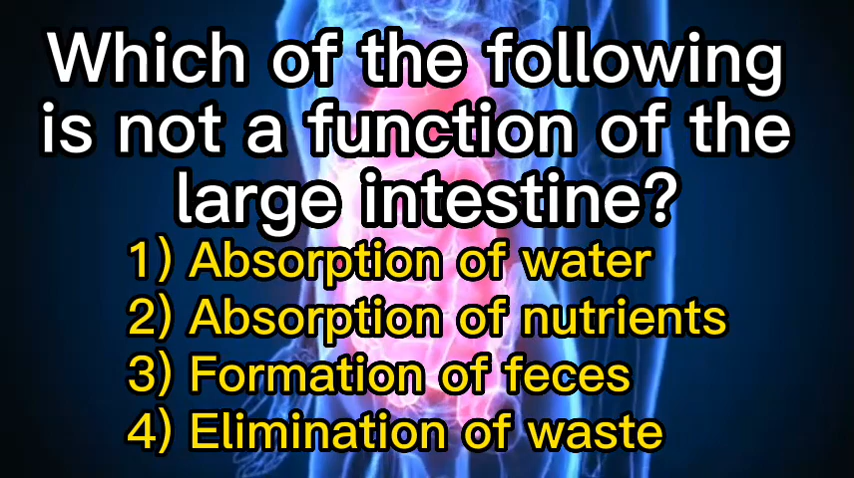 Which of the following
is not a function of the
large intestine?
1) Absorption of water
2) Absorption of nutrients
3) Formation of feces
4) Elimination of waste